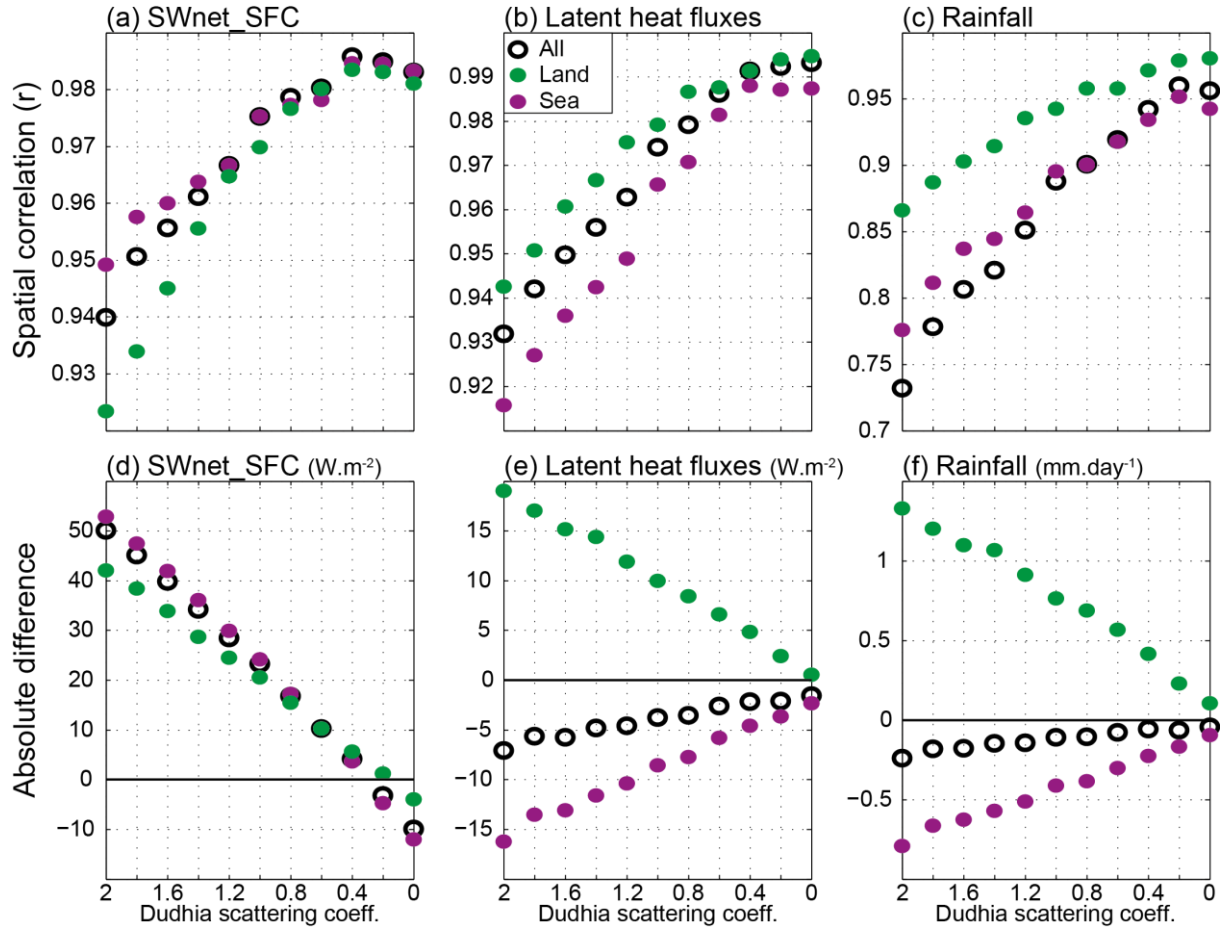 (a) SWnet_SFC
(b) Latent heat fluxes
(c) Rainfall
Spatial correlation (r)
0.98
0.97
0.96
0.95
0.94
0.93
All
Land
Sea
0.99
0.98
0.97
0.96
0.95
0.94
0.93
0.92
0.95
0.9
0.85
0.8
0.75
0.7
(d) SWnet_SFC (W.m⁻²)
(e) Latent heat fluxes (W.m⁻²)
(f) Rainfall (mm.day⁻¹)
Absolute difference
50
40
30
20
10
0
−10
15
10
5
0
−5
−10
−15
1
0.5
0
−0.5
2 1.6 1.2 0.8 0.4 0
2 1.6 1.2 0.8 0.4 0
2 1.6 1.2 0.8 0.4 0
Dudhia scattering coeff.
Dudhia scattering coeff.
Dudhia scattering coeff.